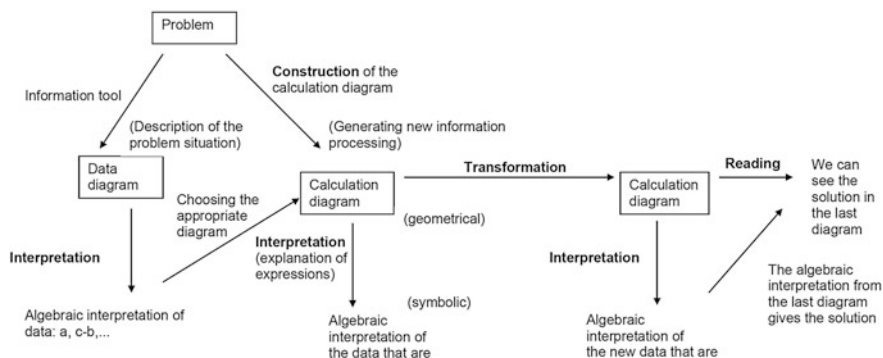 Problem
Information tool
Construction of the
calculation diagram
(Description of the
problem situation)
(Generating new information
processing)
Data
diagram
Choosing the
appropriate
diagram
Calculation
diagram
Transformation
(geometrical)
Calculation
diagram
Reading
We can
see the
solution in
the last
diagram
Interpretation
Interpretation
(explanation of
expressions)
Interpretation
(symbolic)
The algebraic
interpretation from
the last diagram
gives the solution
Algebraic interpretation of
data: a, c-b,...
Algebraic
interpretation of
the data that are
Algebraic
interpretation of
the new data that are